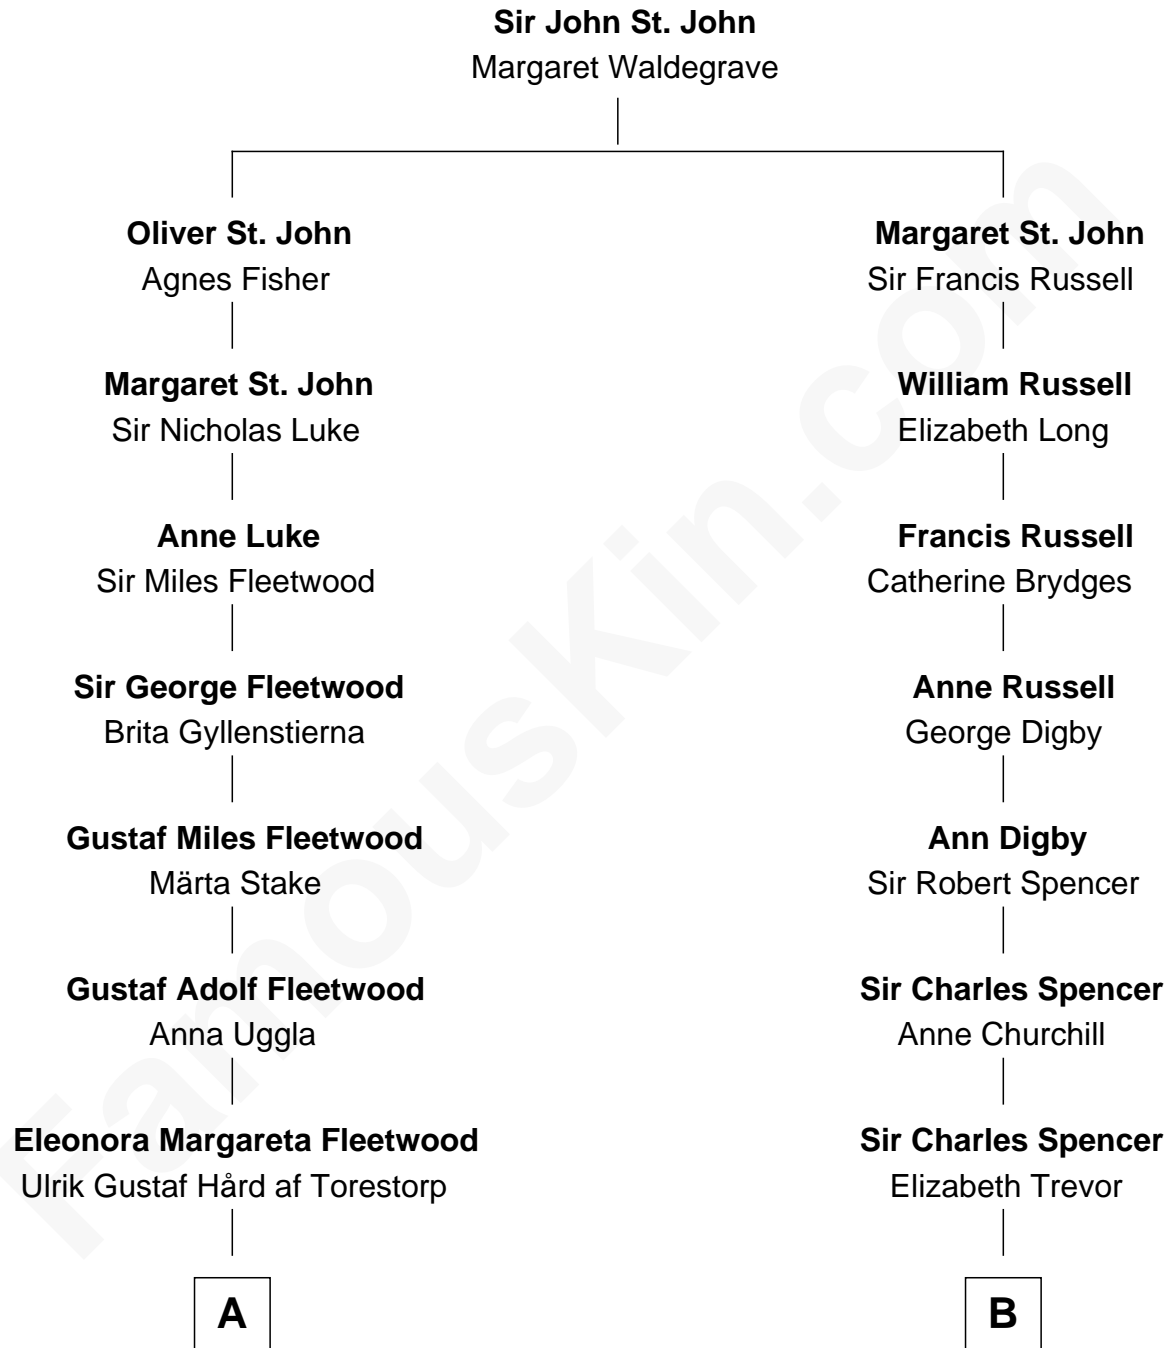 Sir John St. John
Margaret Waldegrave
Oliver St. John
Agnes Fisher
Margaret St. John
Sir Francis Russell
Margaret St. John
Sir Nicholas Luke
William Russell
Elizabeth Long
Anne Luke
Sir Miles Fleetwood
Francis Russell
Catherine Brydges
Sir George Fleetwood
Brita Gyllenstierna
Anne Russell
George Digby
Gustaf Miles Fleetwood
Märta Stake
Ann Digby
Sir Robert Spencer
Gustaf Adolf Fleetwood
Anna Uggla
Sir Charles Spencer
Anne Churchill
Eleonora Margareta Fleetwood
Ulrik Gustaf Hård af Torestorp
Sir Charles Spencer
Elizabeth Trevor
A
B
FamousKin.com